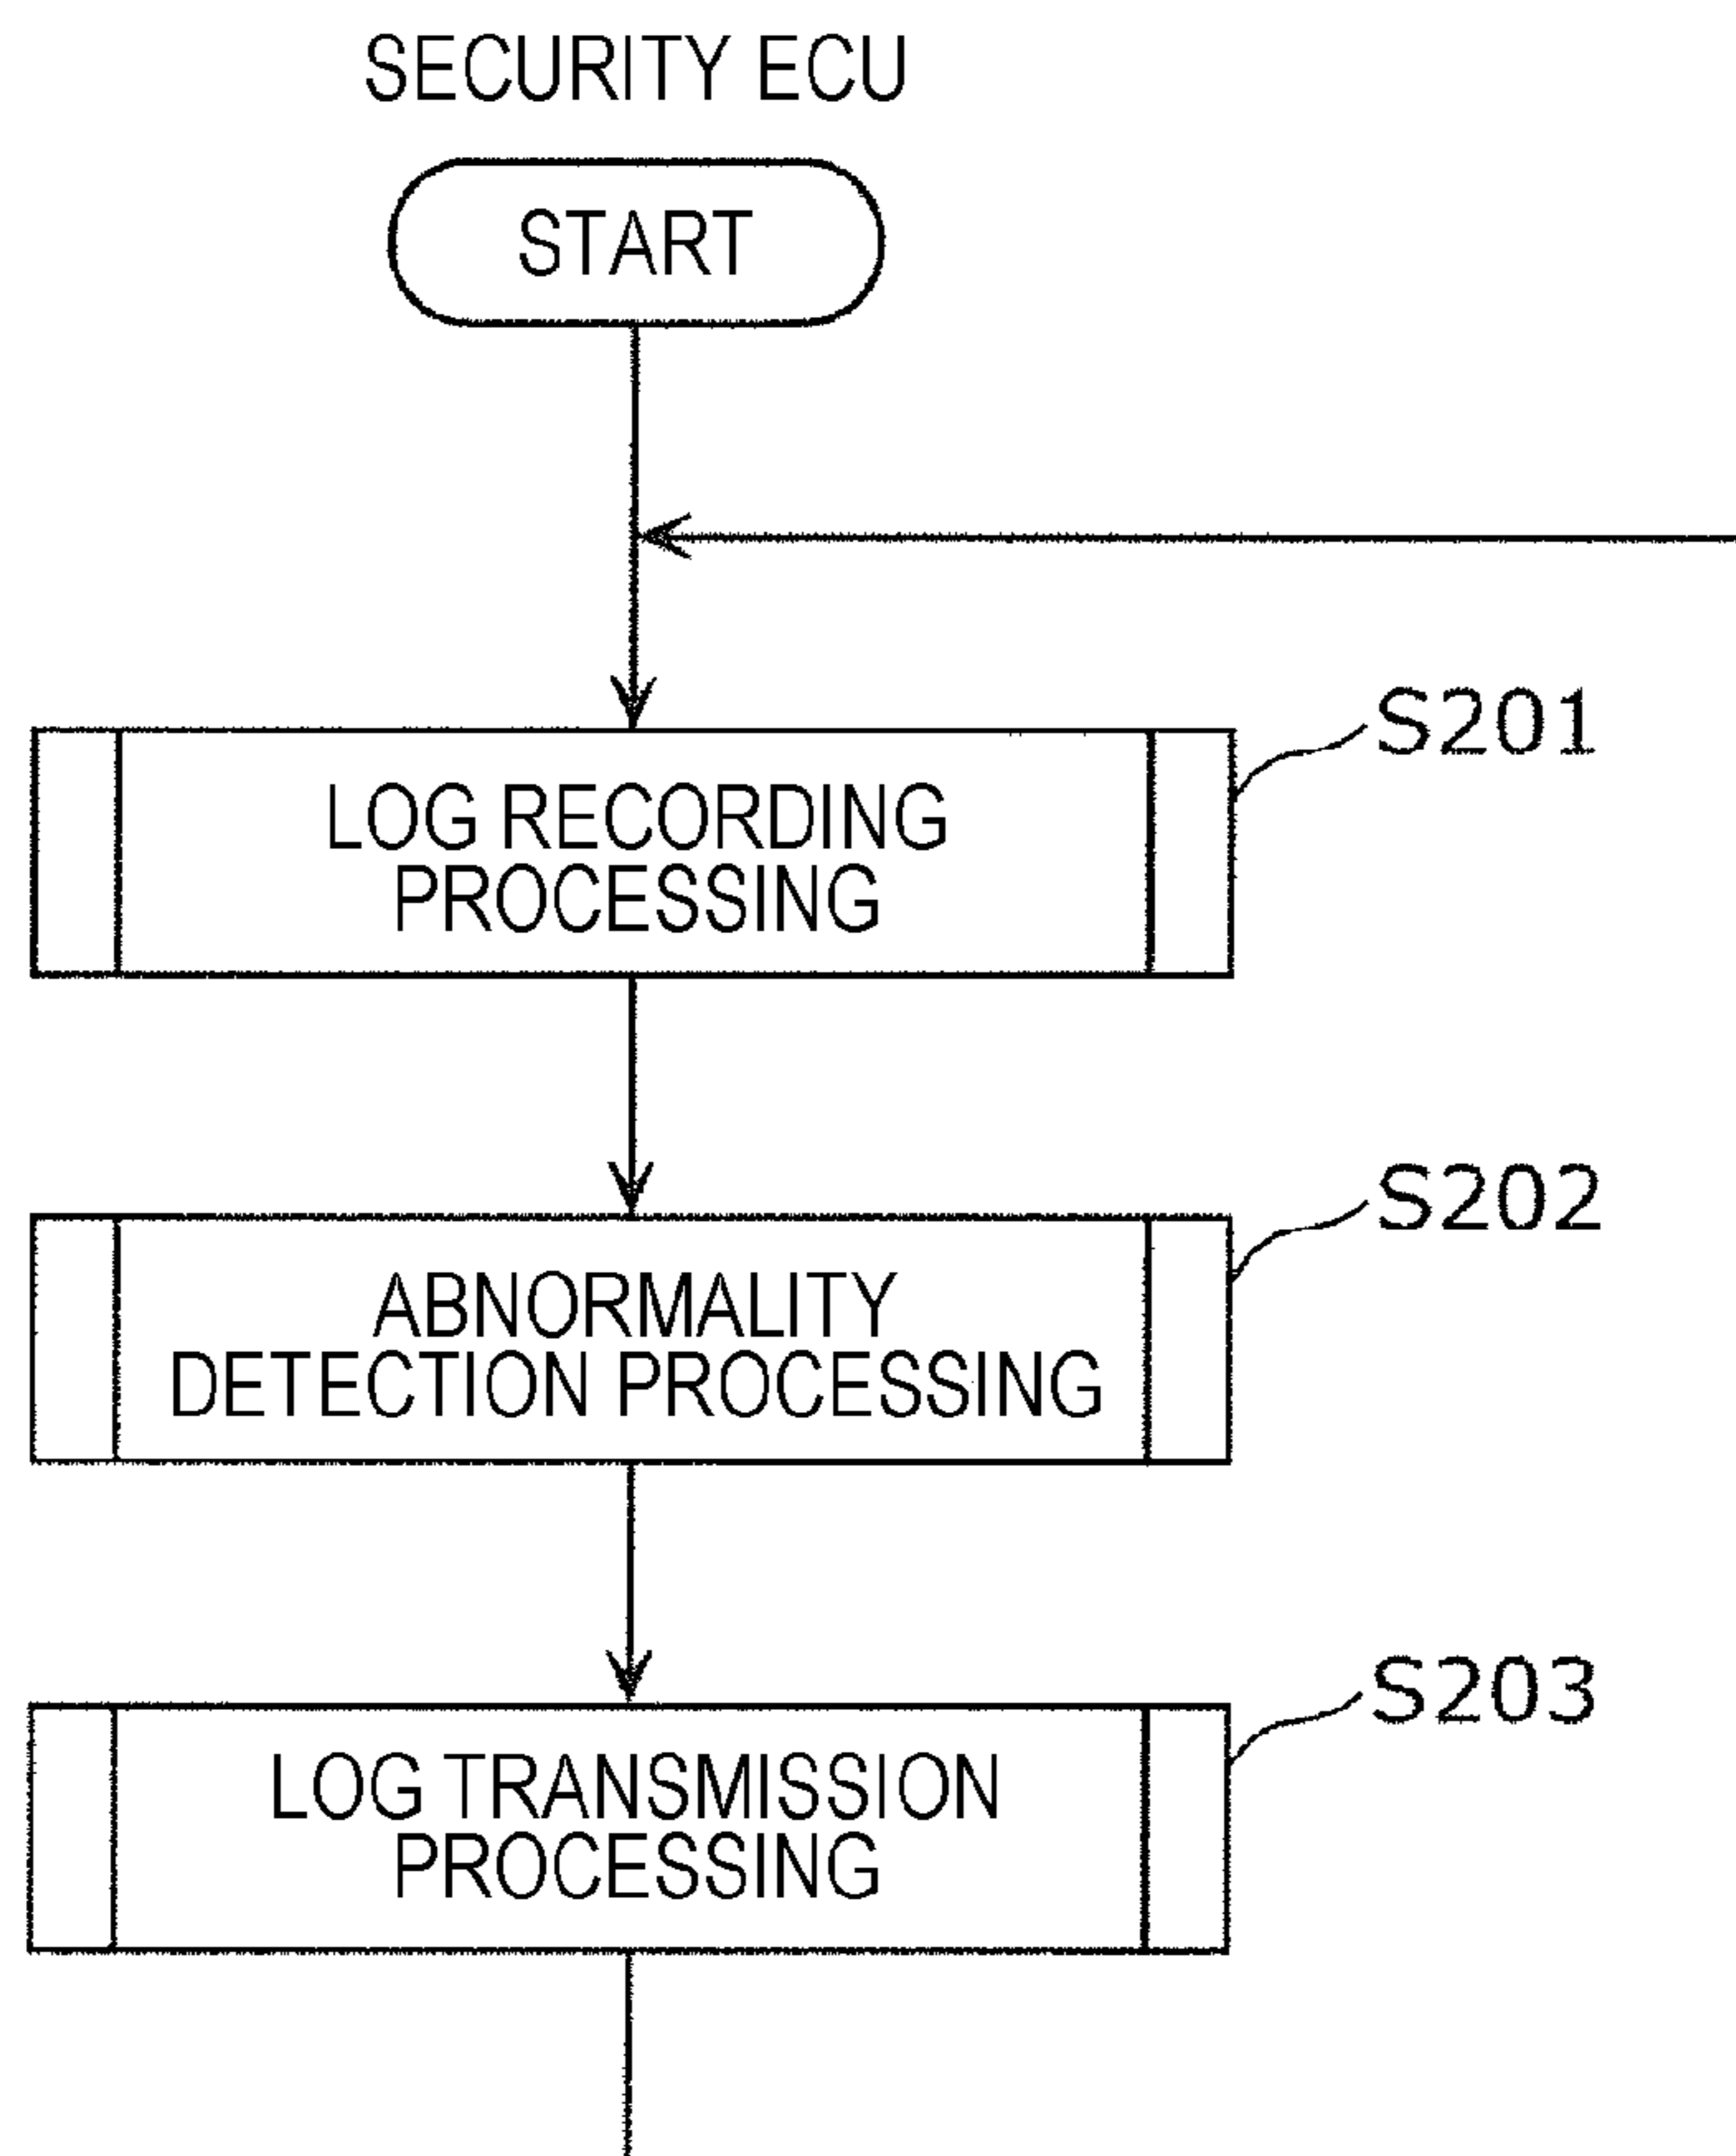 SECURITY ECU
START
S201
LOG RECORDING
PROCESSING
S202
ABNORMALITY
DETECTION PROCESSING
S203
LOG TRANSMISSION
PROCESSING